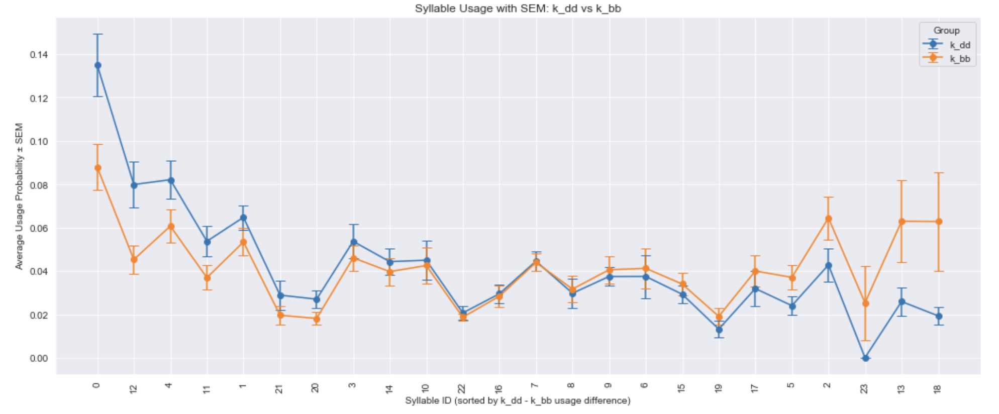 Syllable Usage with SEM: k_dd vs k_bb
Group
k_dd
k_bb
Average Usage Probability ± SEM
0.14
0.12
0.10
0.08
0.06
0.04
0.02
0.00
0 12 4 11 1 21 20 3 14 10 22 16 7 8 9 6 15 19 17 5 2 23 13 18
Syllable ID (sorted by k_dd - k_bb usage difference)